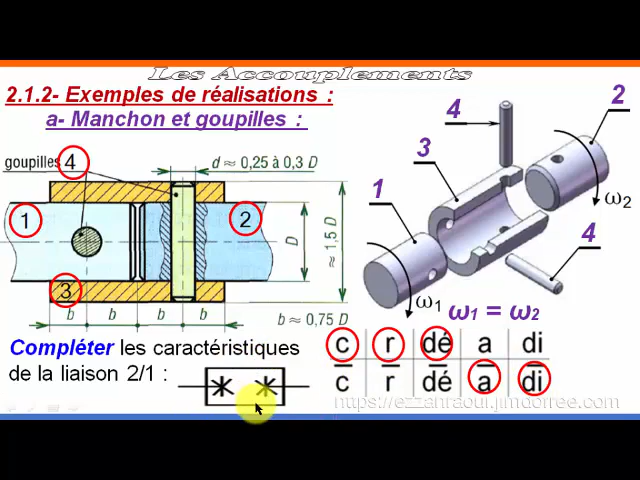 Les Accouplements
2.1.2- Exemples de réalisations :
a- Manchon et goupilles :
goupilles 4
d ≈ 0,25 à 0,3 D
1
2
3
D
≈ 1,5 D
b b b b
b ≈ 0,75 D
4
2
3
1
4
ω2
ω1
ω1 = ω2
Compléter les caractéristiques
de la liaison 2/1 :
c r dé a di
c̅ r̅ d̅é̅ a̅ d̅i̅
https://ezzahraoui.jimdofree.com